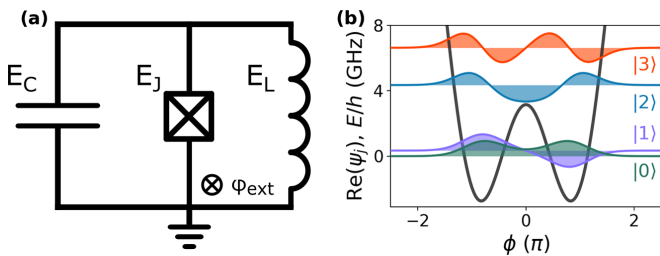 (a)
E_C
E_J
E_L
φ_ext
(b)
Re(ψ_j), E/h (GHz)
8
4
0
|3⟩
|2⟩
|1⟩
|0⟩
−2
0
2
ϕ (π)